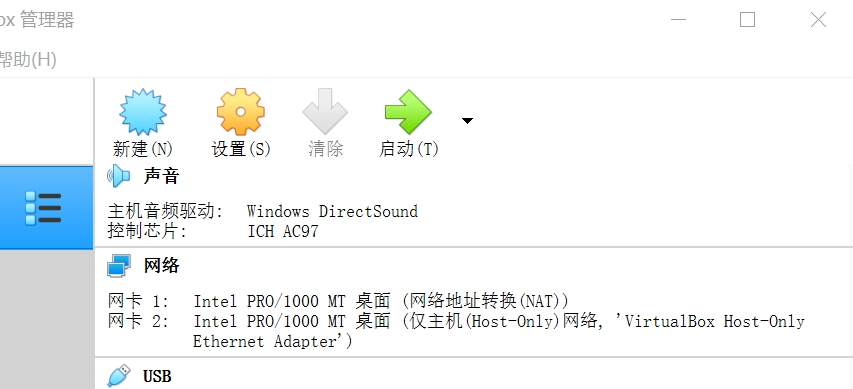 ox 管理器
帮助(H)
新建(N) 设置(S) 清除 启动(T)
声音
主机音频驱动: Windows DirectSound
控制芯片: ICH AC97
网络
网卡 1: Intel PRO/1000 MT 桌面 (网络地址转换(NAT))
网卡 2: Intel PRO/1000 MT 桌面 (仅主机(Host-Only)网络, 'VirtualBox Host-Only
Ethernet Adapter')
USB